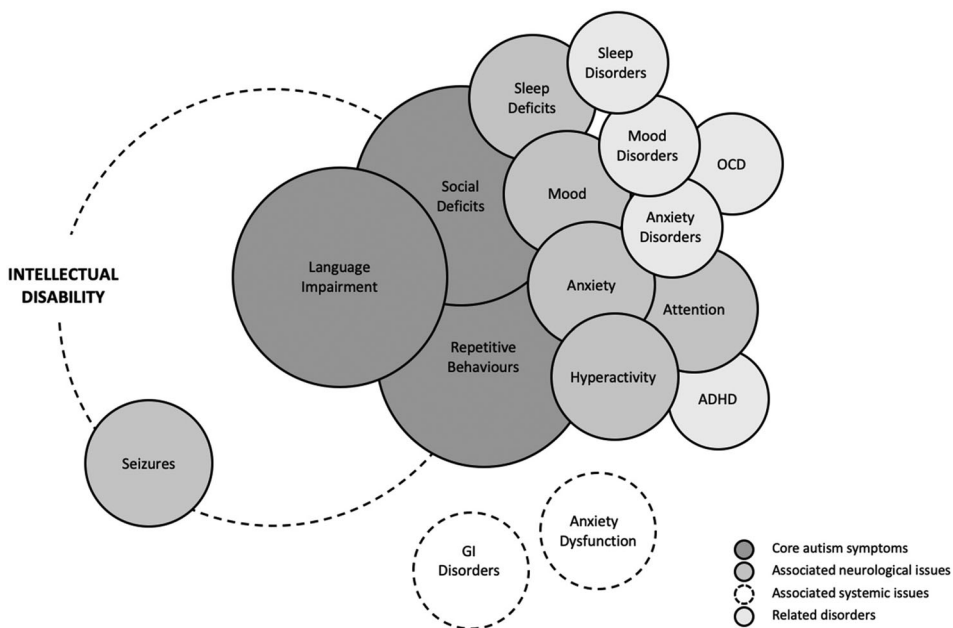 Sleep
Disorders
Sleep
Deficits
Mood
Disorders
OCD
Social
Deficits
Mood
Anxiety
Disorders
INTELLECTUAL
DISABILITY
Language
Impairment
Anxiety
Attention
Repetitive
Behaviours
Hyperactivity
ADHD
Seizures
GI
Disorders
Anxiety
Dysfunction
Core autism symptoms
Associated neurological issues
Associated systemic issues
Related disorders